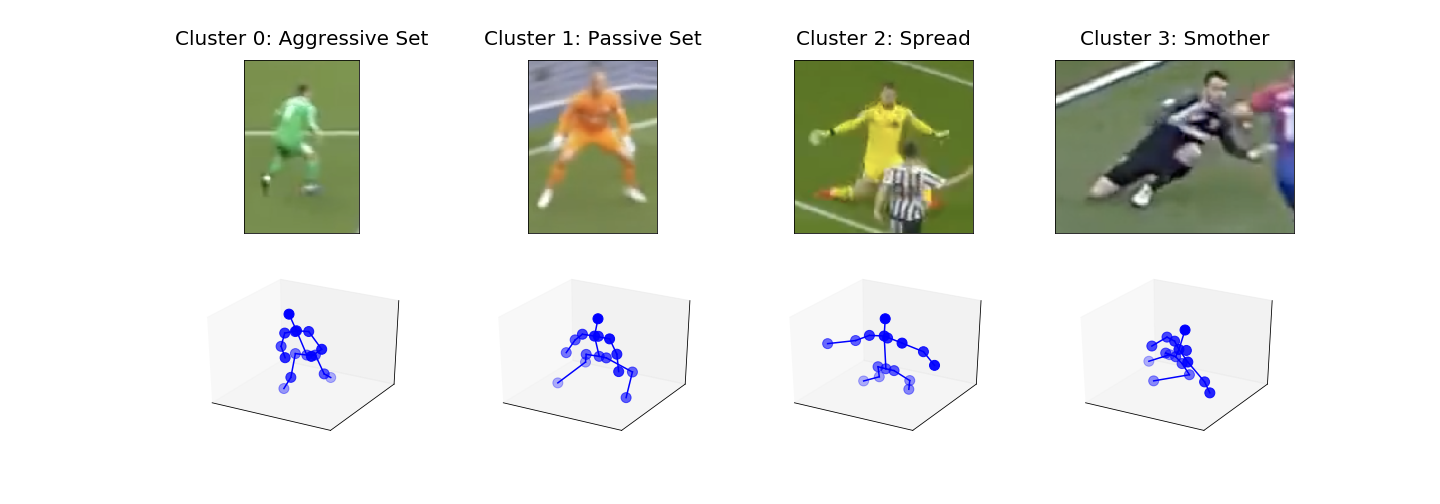 Cluster 0: Aggressive Set
Cluster 1: Passive Set
Cluster 2: Spread
Cluster 3: Smother